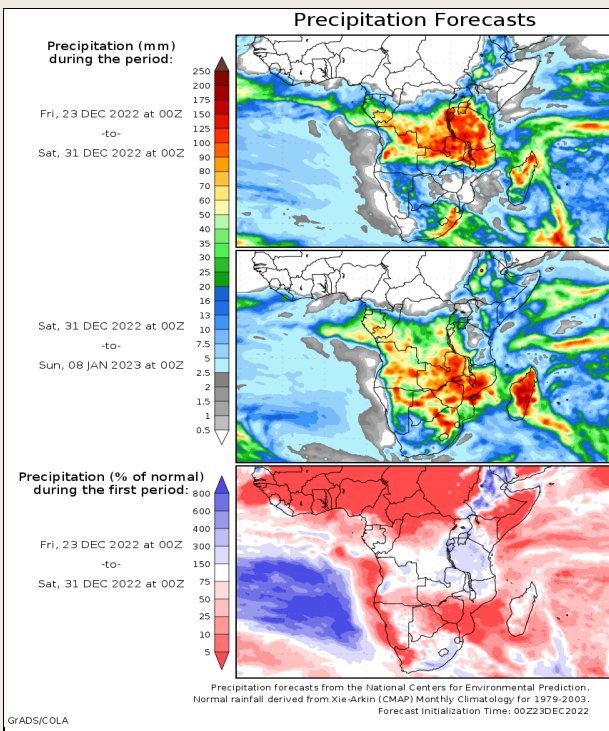 Precipitation Forecasts
Precipitation (mm)
during the period:
Fri, 23 DEC 2022 at 00Z
-to-
Sat, 31 DEC 2022 at 00Z
250
200
175
150
125
100
90
80
70
60
50
40
35
30
25
20
16
13
10
7.5
5
2.5
2
1.5
1
0.5
Sat, 31 DEC 2022 at 00Z
-to-
Sun, 08 JAN 2023 at 00Z
Precipitation (% of normal)
during the first period:
Fri, 23 DEC 2022 at 00Z
-to-
Sat, 31 DEC 2022 at 00Z
800
600
400
300
150
75
50
25
10
5
Precipitation forecasts from the National Centers for Environmental Prediction.
Normal rainfall derived from Xie-Arkin (CMAP) Monthly Climatology for 1979-2003.
Forecast Initialization Time: 00Z23DEC2022
GrADS/COLA